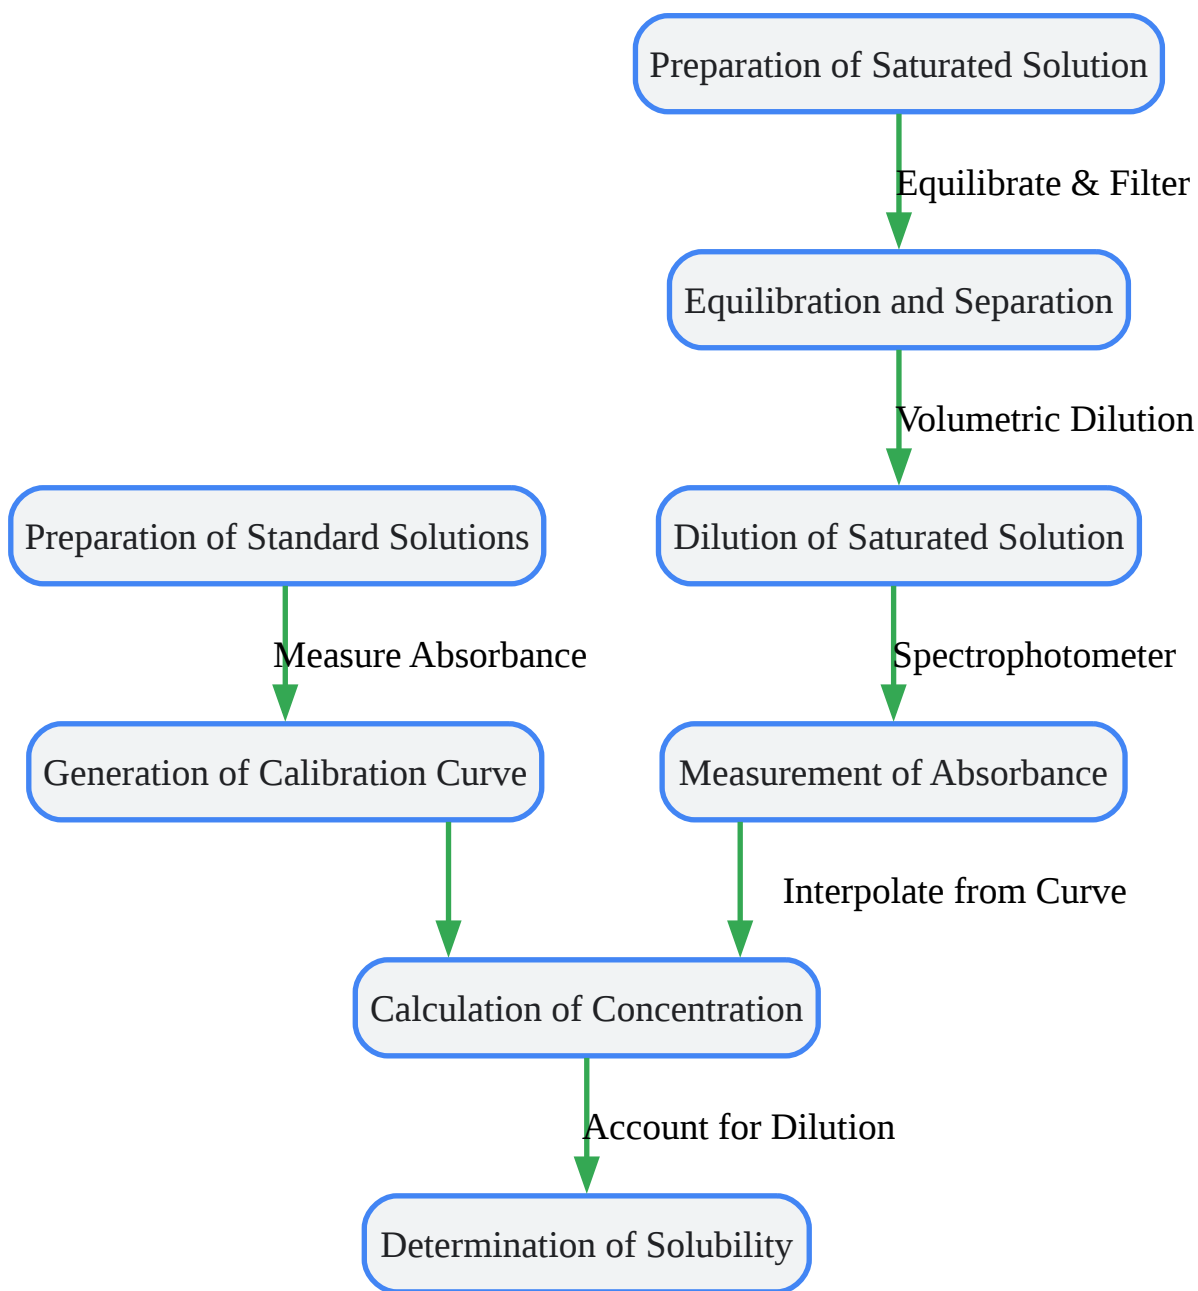 Preparation of Saturated Solution
Equilibrate & Filter
Equilibration and Separation
Volumetric Dilution
Preparation of Standard Solutions
Dilution of Saturated Solution
Measure Absorbance
Spectrophotometer
Generation of Calibration Curve
Measurement of Absorbance
Interpolate from Curve
Calculation of Concentration
Account for Dilution
Determination of Solubility